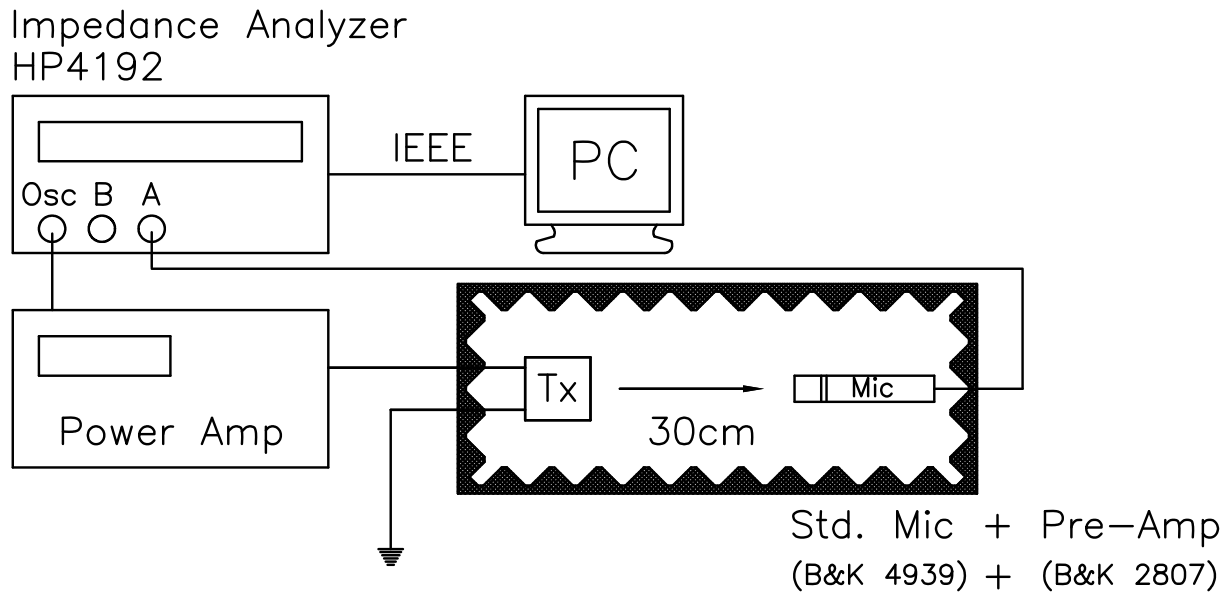 Impedance Analyzer
HP4192
IEEE
PC
Osc B A
Tx
Mic
30cm
Power Amp
Std. Mic + Pre-Amp
(B&K 4939) + (B&K 2807)